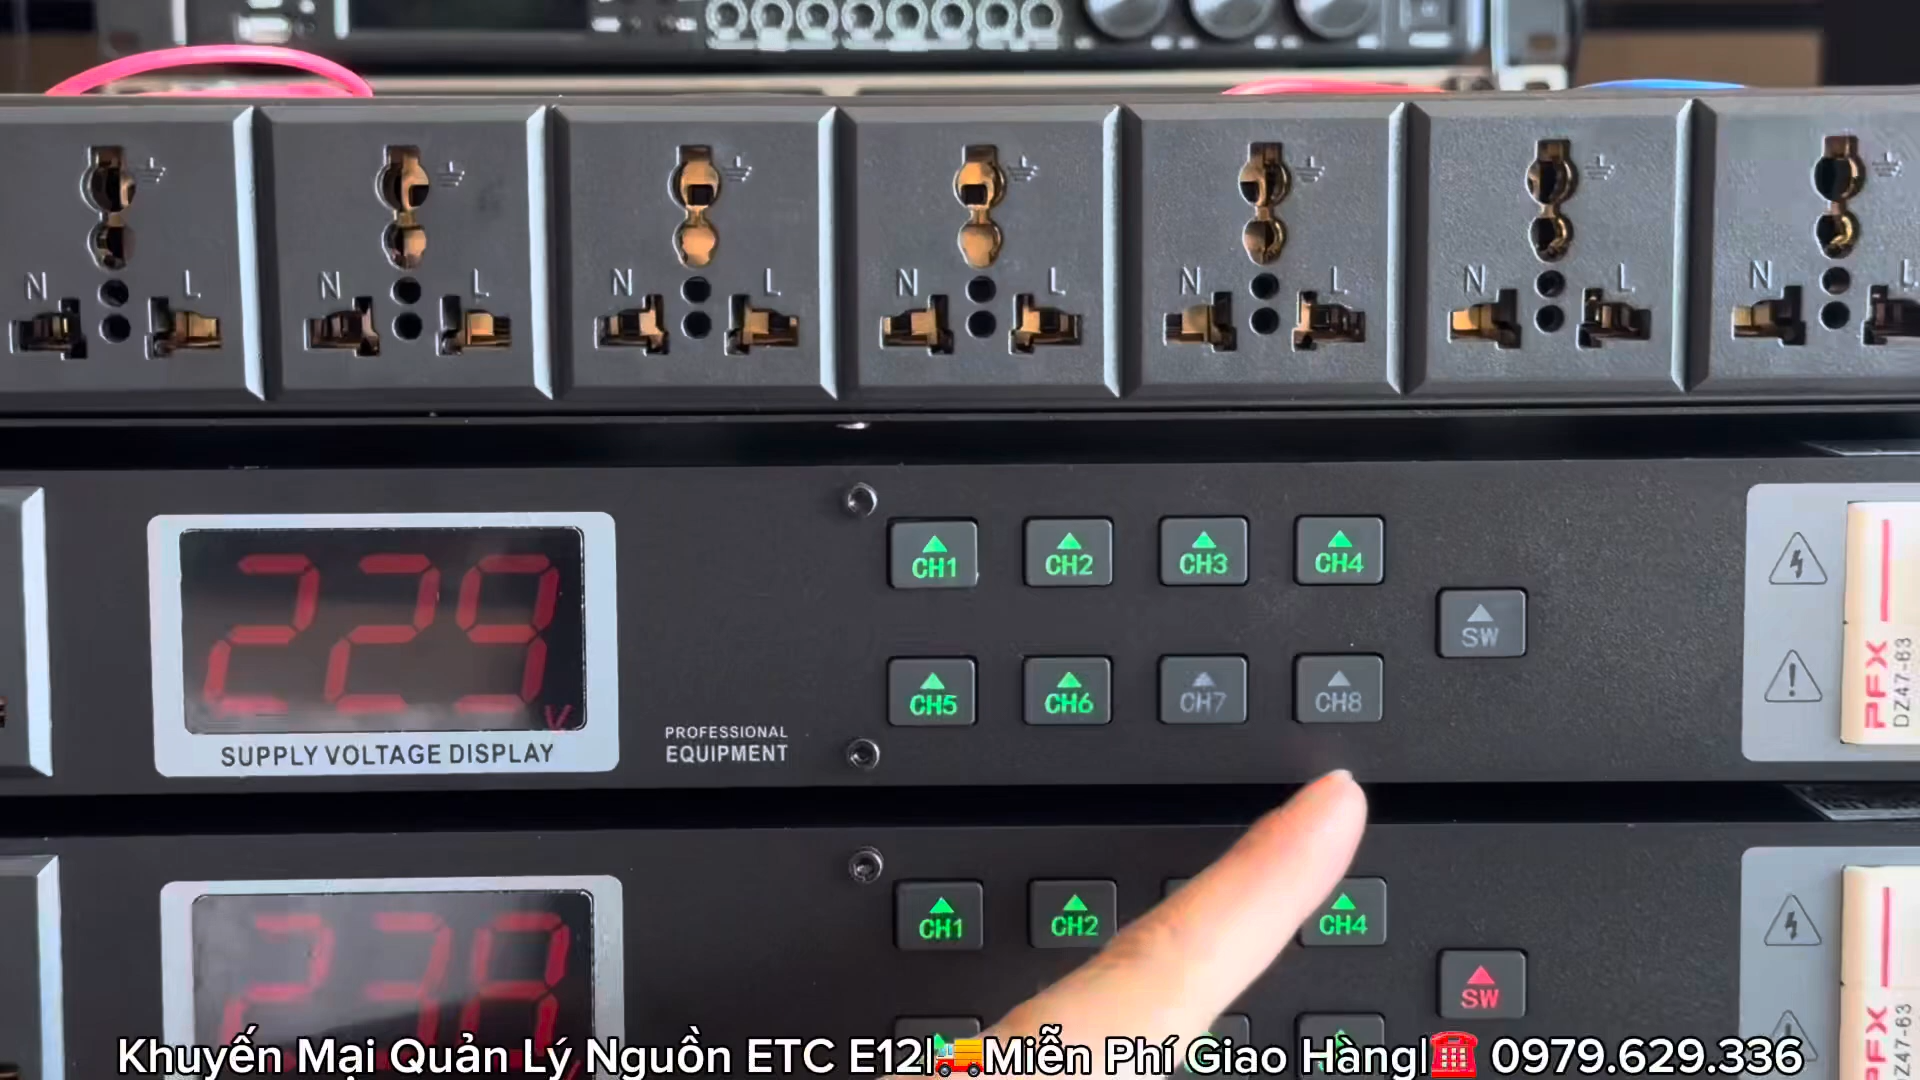 N L N L N L N L N L N L N L
229 V
SUPPLY VOLTAGE DISPLAY
PROFESSIONAL
EQUIPMENT
CH1 CH2 CH3 CH4
SW
CH5 CH6 CH7 CH8
PFX
DZ47-63
CH1 CH2 CH4
SW
PFX
DZ47-63
Khuyến Mại Quản Lý Nguồn ETC E12|🚚Miễn Phí Giao Hàng|☎️ 0979.629.336